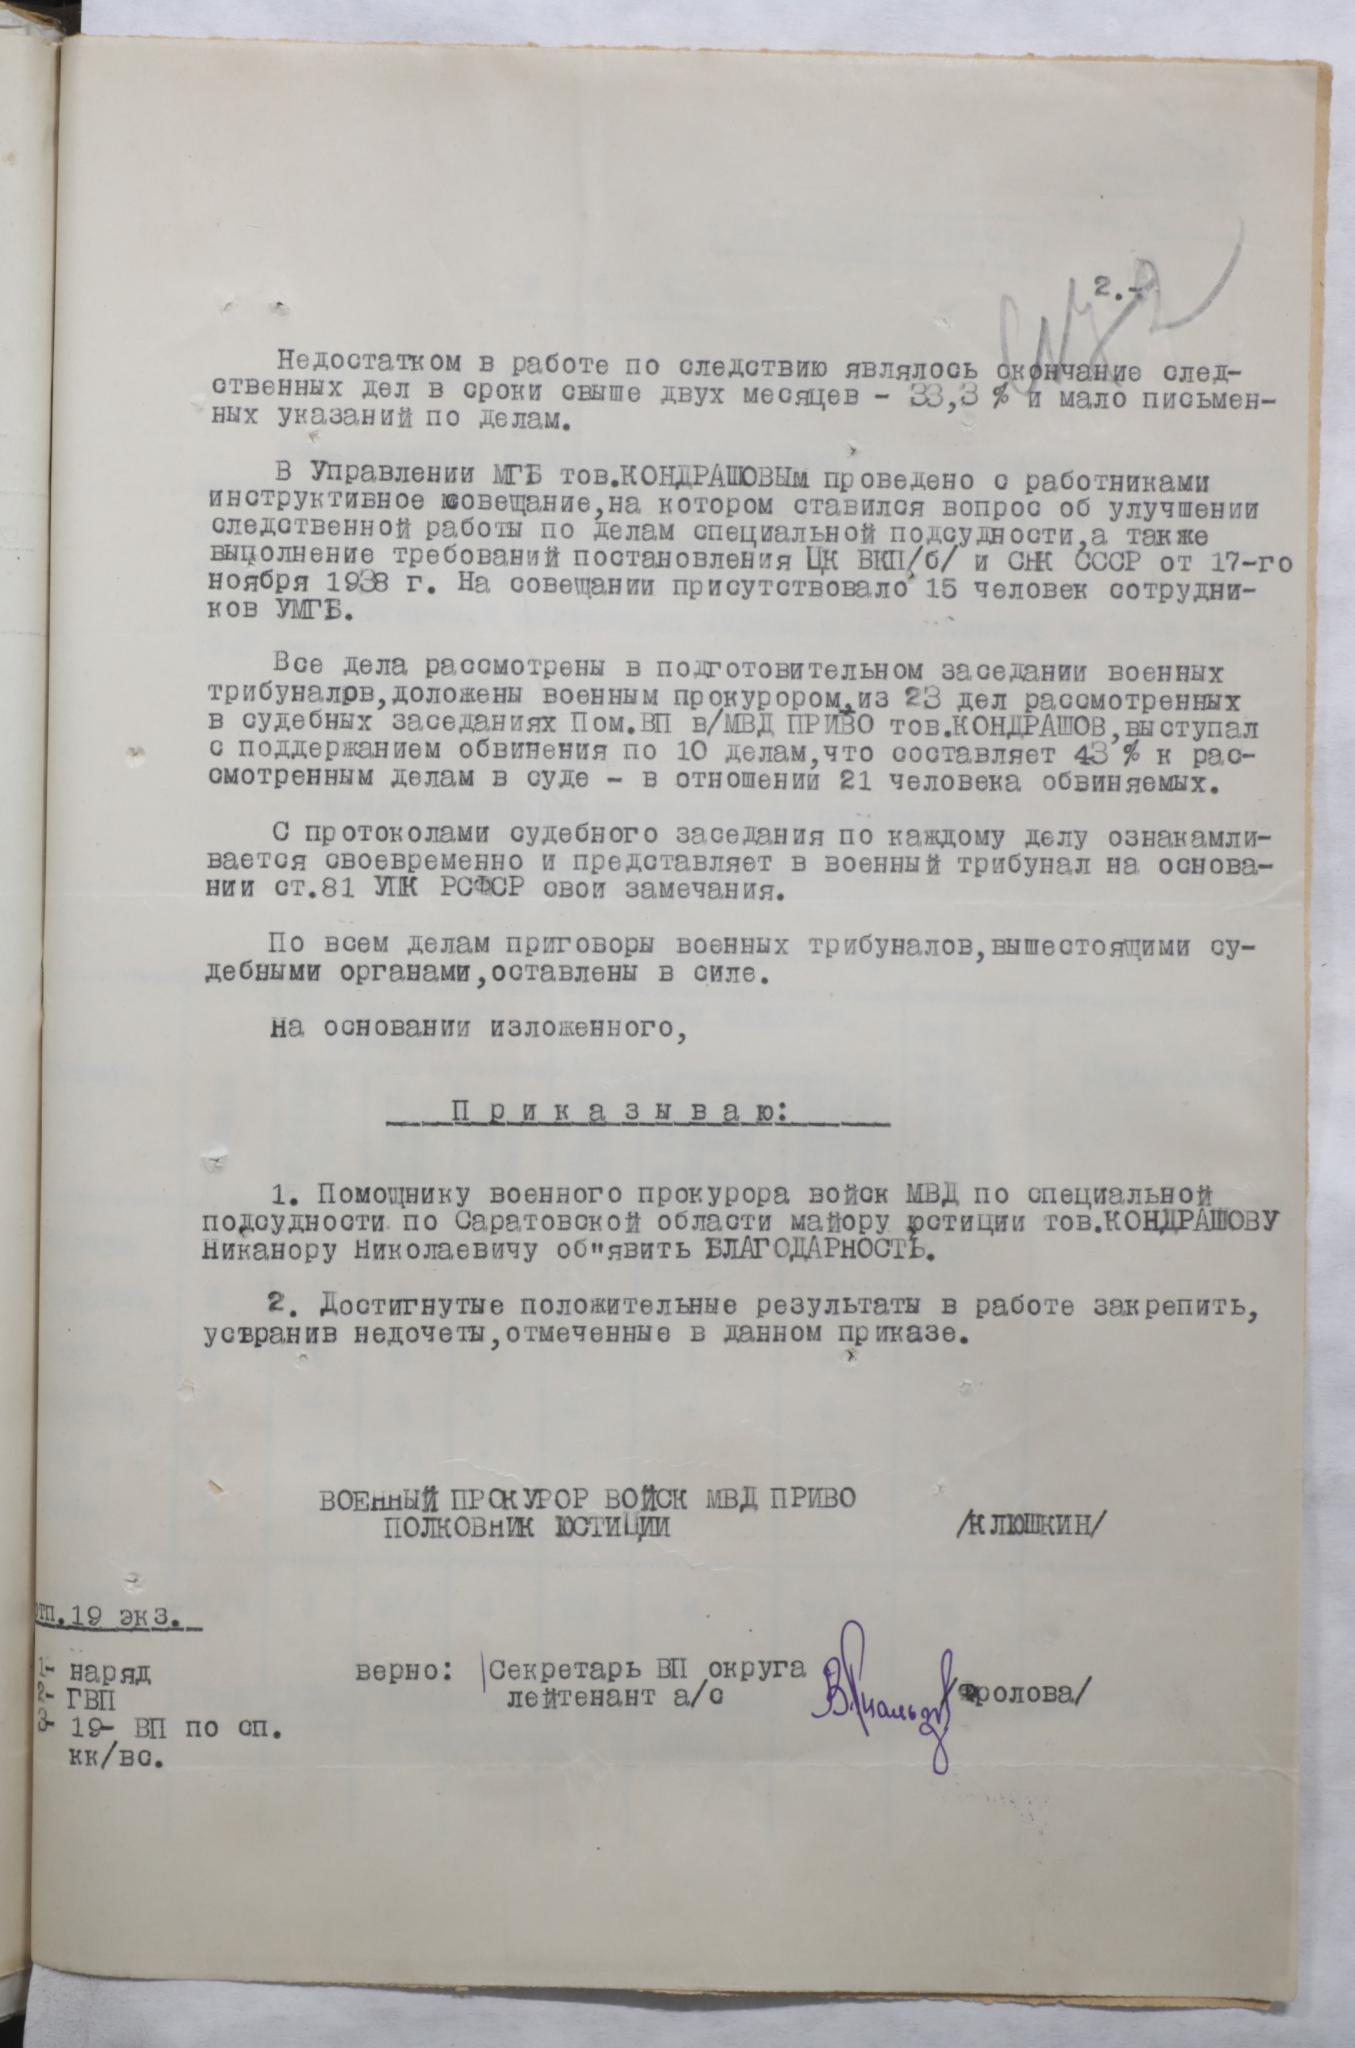 2.-
Недостатком в работе по следствию являлось окончание след-
ственных дел в сроки свыше двух месяцев - 33,3 % и мало письмен-
ных указаний по делам.
В Управлении МГБ тов.КОНДРАШОВЫм проведено с работниками
инструктивное совещание,на котором ставился вопрос об улучшении
следственной работы по делам специальной подсудности,а также
выполнение требований постановления ЦК ВКП/б/ и СНК СССР от 17-го
ноября 1938 г. На совещании присутствовало 15 человек сотрудни-
ков УМГБ.
Все дела рассмотрены в подготовительном заседании военных
трибуналов,доложены военным прокурором,из 23 дел рассмотренных
в судебных заседаниях Пом.ВП в/МВД ПРИВО тов.КОНДРАШОВ,выступал
с поддержанием обвинения по 10 делам,что составляет 43 % к рас-
смотренным делам в суде - в отношении 21 человека обвиняемых.
С протоколами судебного заседания по каждому делу ознакамли-
вается своевременно и представляет в военный трибунал на основа-
нии ст.81 УПК РСФСР свои замечания.
По всем делам приговоры военных трибуналов,вышестоящими су-
дебными органами,оставлены в силе.
На основании изложенного,
П р и к а з ы в а ю:
1. Помощнику военного прокурора войск МВД по специальной
подсудности по Саратовской области майору юстиции тов.КОНДРАШОВУ
Никанору Николаевичу об"явить БЛАГОДАРНОСТЬ.
2. Достигнутые положительные результаты в работе закрепить,
устранив недочеты,отмеченные в данном приказе.
ВОЕННЫЙ ПРОКУРОР ВОЙСК МВД ПРИВО
ПОЛКОВНИК ЮСТИЦИИ /КЛЮШКИН/
отп.19 экз.
1- наряд
2- ГВП
3- 19- ВП по сп.
кк/вс.
верно: Секретарь ВП округа
лейтенант а/с /Фролова/